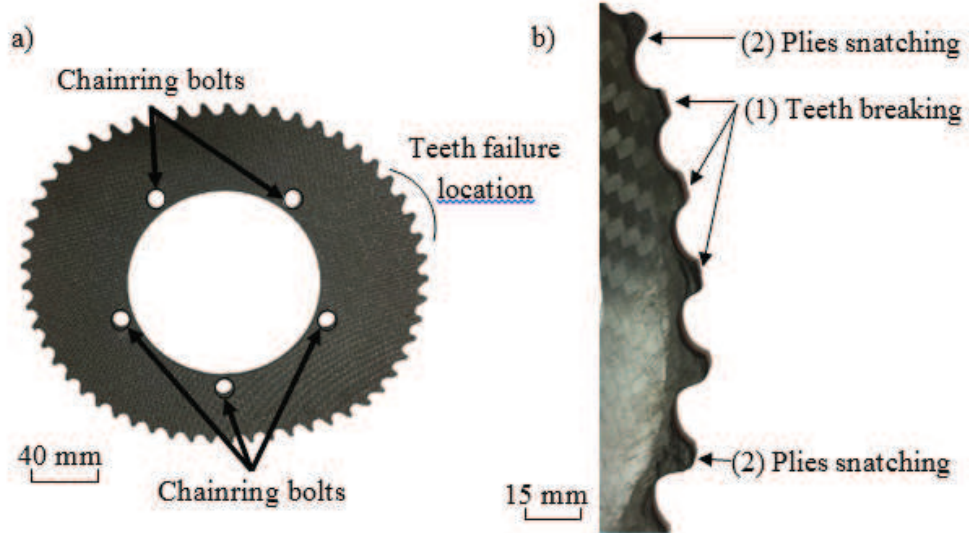 a)
Chainring bolts
Teeth failure
location
40 mm
Chainring bolts
b)
(2) Plies snatching
(1) Teeth breaking
(2) Plies snatching
15 mm